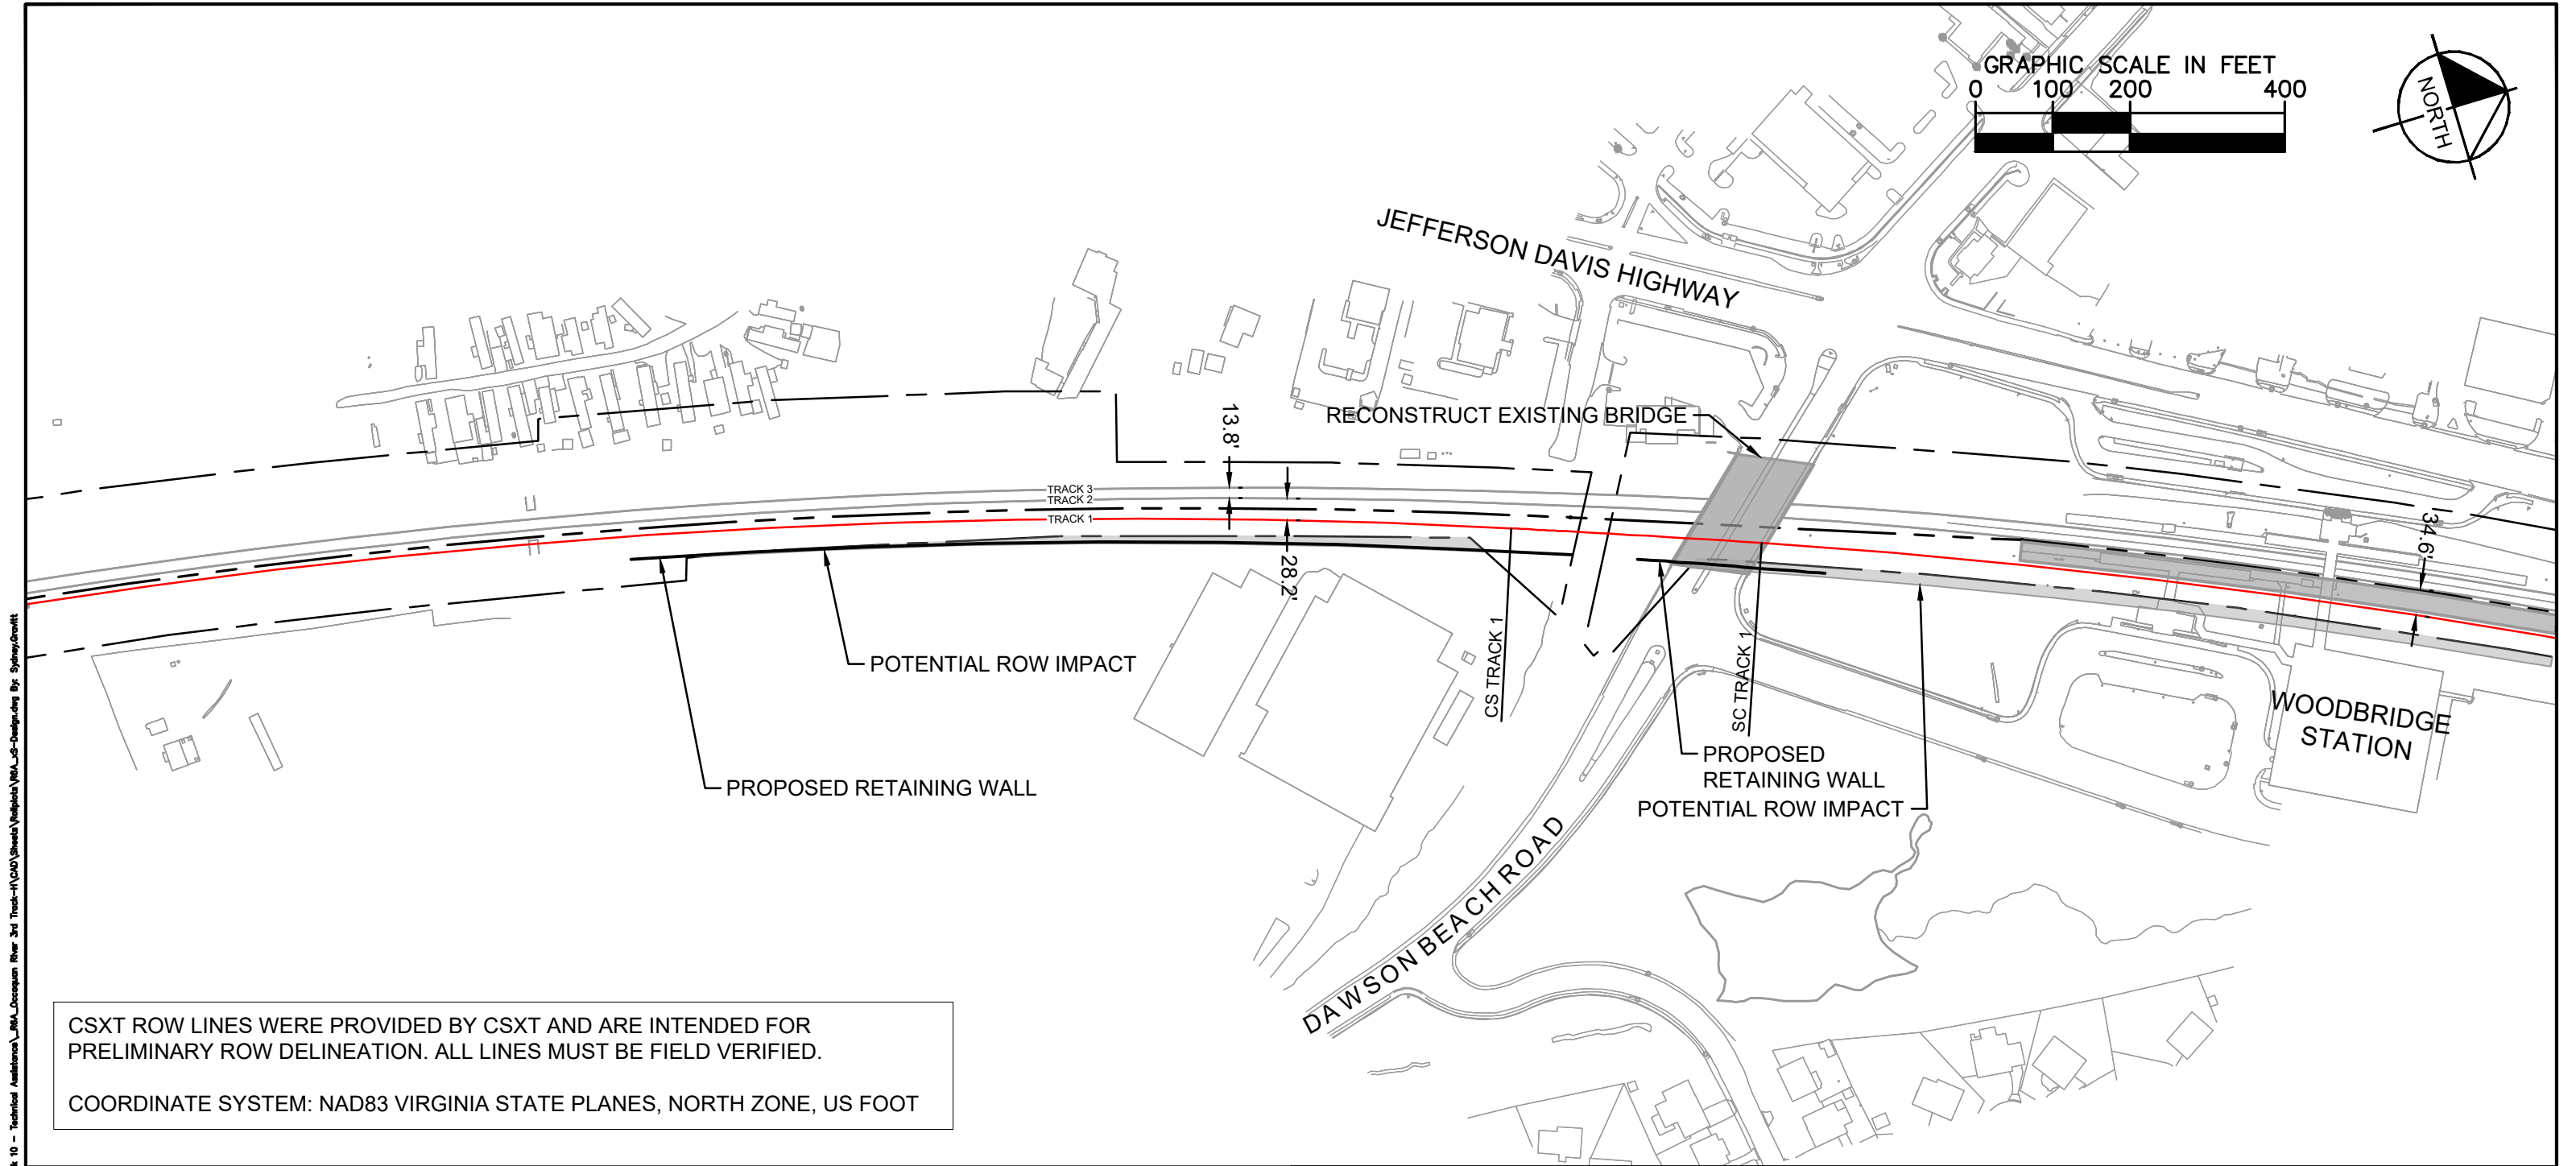 GRAPHIC SCALE IN FEET
0 100 200 400
NORTH
JEFFERSON DAVIS HIGHWAY
RECONSTRUCT EXISTING BRIDGE
13.8'
TRACK 3
TRACK 2
TRACK 1
28.2'
34.6'
POTENTIAL ROW IMPACT
PROPOSED RETAINING WALL
CS TRACK 1
SC TRACK 1
PROPOSED
RETAINING WALL
POTENTIAL ROW IMPACT
WOODBRIDGE
STATION
DAWSON BEACH ROAD
CSXT ROW LINES WERE PROVIDED BY CSXT AND ARE INTENDED FOR
PRELIMINARY ROW DELINEATION. ALL LINES MUST BE FIELD VERIFIED.
COORDINATE SYSTEM: NAD83 VIRGINIA STATE PLANES, NORTH ZONE, US FOOT